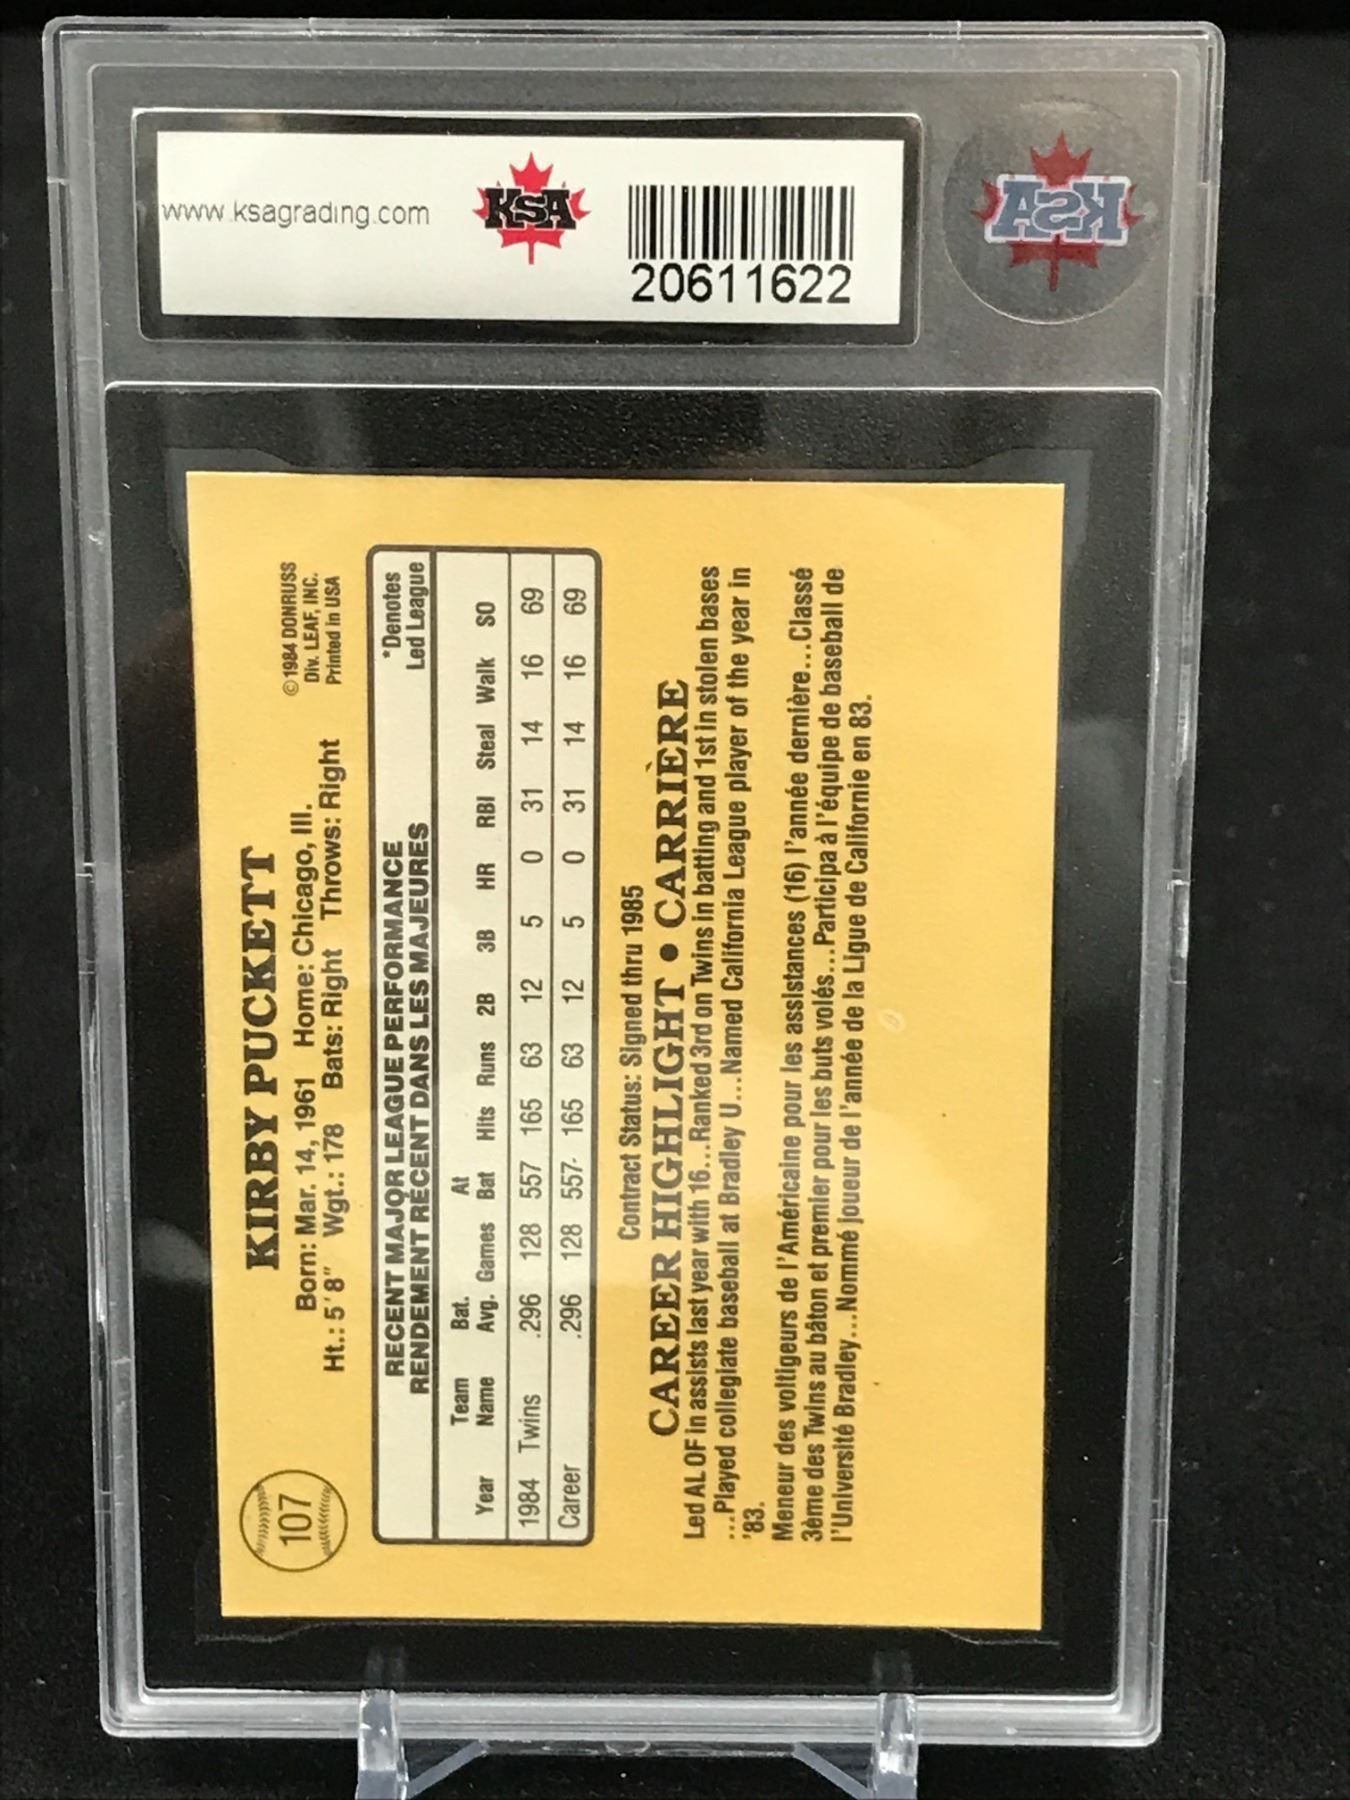 www.ksagrading.com
KSA
20611622
KSA
107
KIRBY PUCKETT
Born: Mar. 14, 1961 Home: Chicago, Ill.
Ht.: 5'8" Wgt.: 178 Bats: Right Throws: Right
©1984 DONRUSS
Div. LEAF, INC.
Printed in USA
RECENT MAJOR LEAGUE PERFORMANCE
RENDEMENT RÉCENT DANS LES MAJEURES
*Denotes
Led League
Year Team Name Bat. Avg. Games At Bat Hits Runs 2B 3B HR RBI Steal Walk SO
1984 Twins .296 128 557 165 63 12 5 0 31 14 16 69
Career .296 128 557- 165 63 12 5 0 31 14 16 69
Contract Status: Signed thru 1985
CAREER HIGHLIGHT • CARRIÈRE
Led AL OF in assists last year with 16...Ranked 3rd on Twins in batting and 1st in stolen bases
...Played collegiate baseball at Bradley U...Named California League player of the year in
'83.
Meneur des voltigeurs de l'Américaine pour les assistances (16) l'année dernière...Classé
3ème des Twins au bâton et premier pour les buts volés...Participa à l'équipe de baseball de
l'Université Bradley...Nommé joueur de l'année de la Ligue de Californie en 83.